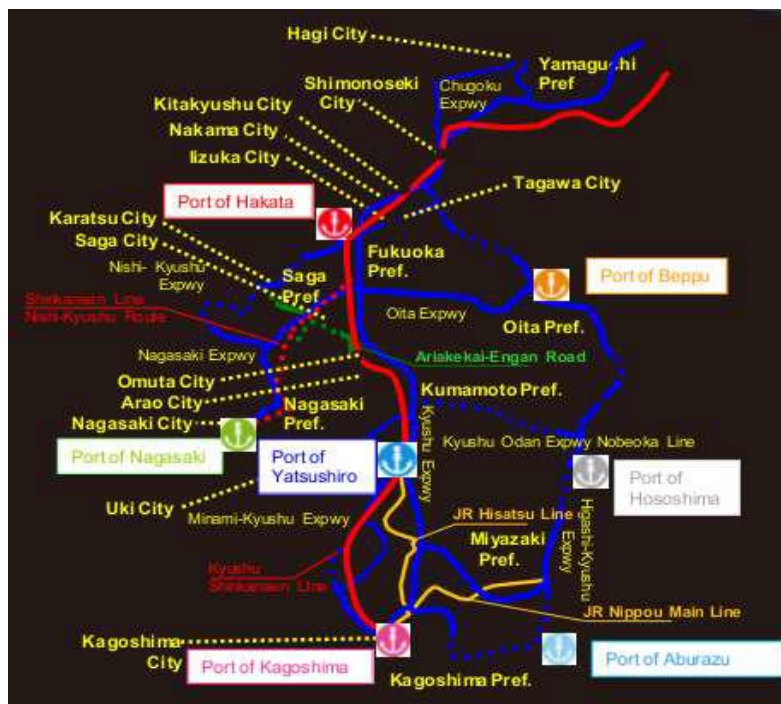 Hagi City
Yamaguchi
Pref
Shimonoseki
City
Chugoku
Expwy
Kitakyushu City
Nakama City
Iizuka City
Tagawa City
Port of Hakata
Karatsu City
Saga City
Nishi- Kyushu
Expwy
Fukuoka
Pref.
Saga
Pref
Port of Beppu
Shinkansen Line
Nishi-Kyushu Route
Oita Expwy
Oita Pref.
Nagasaki Expwy
Ariakekai-Engan Road
Omuta City
Arao City
Kumamoto Pref.
Nagasaki City
Nagasaki
Pref.
Kyushu Expwy
Kyushu Odan Expwy Nobeoka Line
Port of Nagasaki
Port of
Yatsushiro
Port of
Hososhima
Uki City
Minami-Kyushu Expwy
JR Hisatsu Line
Miyazaki
Pref.
Higashi-Kyushu
Expwy
Kyushu
Shinkansen Line
JR Nippou Main Line
Kagoshima
City
Port of Kagoshima
Port of Aburazu
Kagoshima Pref.